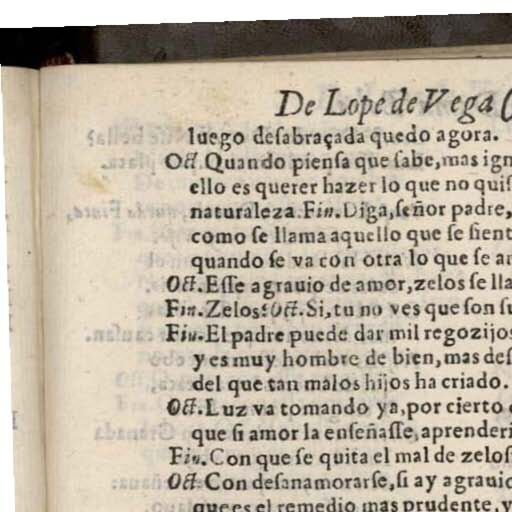 De Lope de Vega (
luego desabraçada quedo agora.
Oct. Quando piensa que sabe, mas ign
ello es querer hazer lo que no quis
naturaleza. Fin. Diga, señor padre,
como se llama aquello que se sient
quando se va con otra lo que se a
Oct. Esse agrauio de amor, zelos se lla
Fin. Zelos? Oct. Si, tu no ves que son su
Fin. El padre puede dar mil regozijos
y es muy hombre de bien, mas des
del que tan malos hijos ha criado.
Oct. Luz va tomando ya, por cierto
que si amor la enseñasse, aprenderi
Fin. Con que se quita el mal de zelos
Oct. Con desanamorarse, si ay agrauio
que es el remedio mas prudente, y